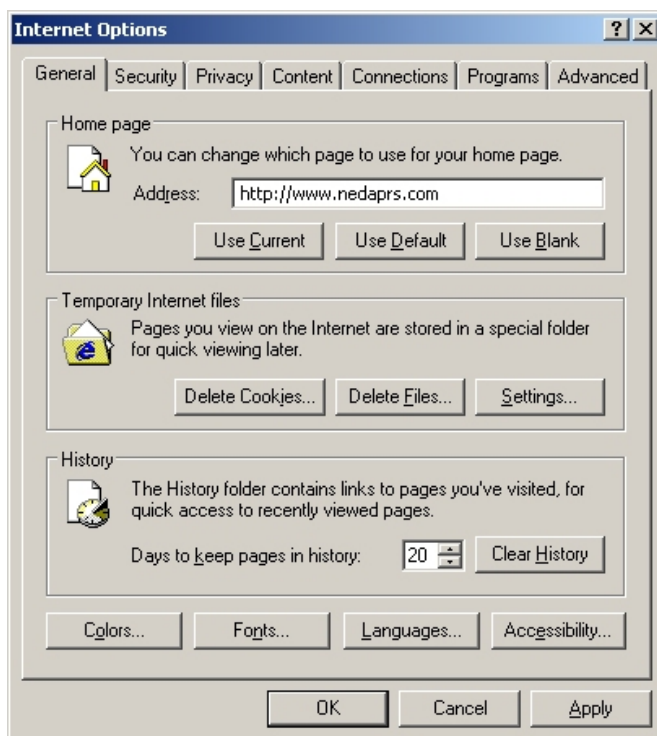 Internet Options
General Security Privacy Content Connections Programs Advanced
Home page
You can change which page to use for your home page.
Address: http://www.nedaprs.com
Use Current Use Default Use Blank
Temporary Internet files
Pages you view on the Internet are stored in a special folder
for quick viewing later.
Delete Cookies... Delete Files... Settings...
History
The History folder contains links to pages you've visited, for
quick access to recently viewed pages.
Days to keep pages in history: 20 Clear History
Colors... Fonts... Languages... Accessibility...
OK Cancel Apply